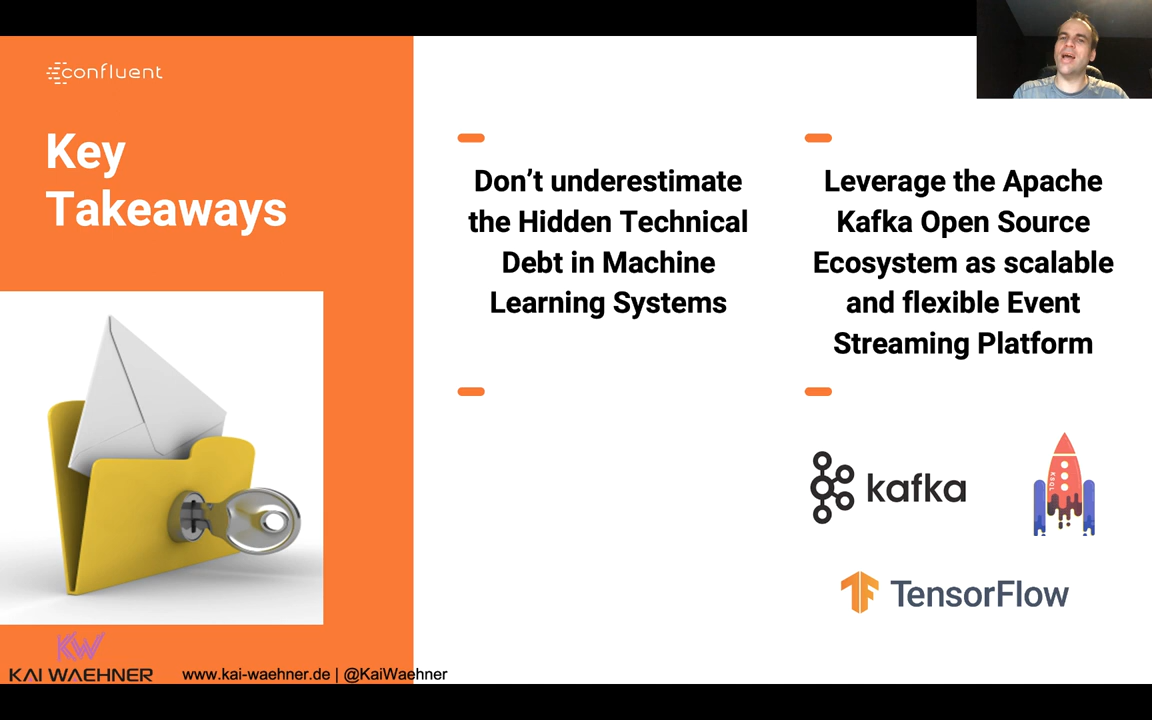 confluent
Key
Takeaways
Don’t underestimate
the Hidden Technical
Debt in Machine
Learning Systems
Leverage the Apache
Kafka Open Source
Ecosystem as scalable
and flexible Event
Streaming Platform
kafka
KSQL
TensorFlow
KW
KAI WAEHNER
www.kai-waehner.de | @KaiWaehner